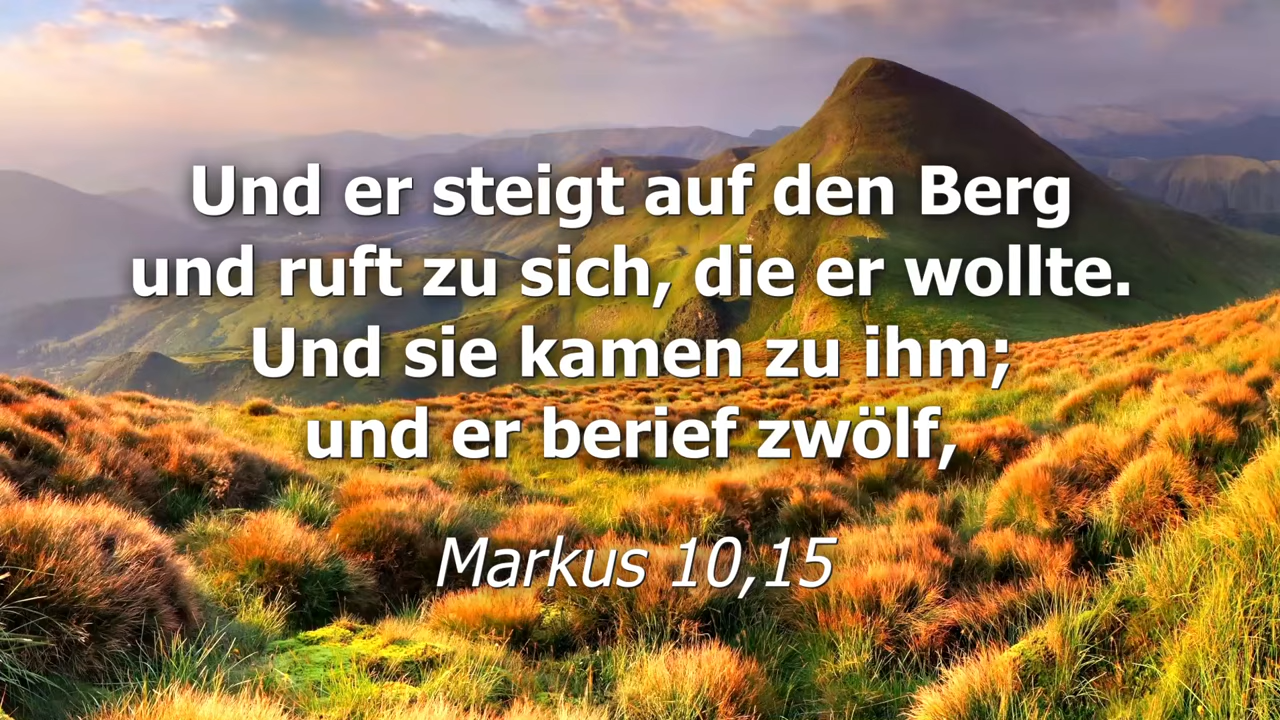 Und er steigt auf den Berg
und ruft zu sich, die er wollte.
Und sie kamen zu ihm;
und er berief zwölf,
Markus 10,15